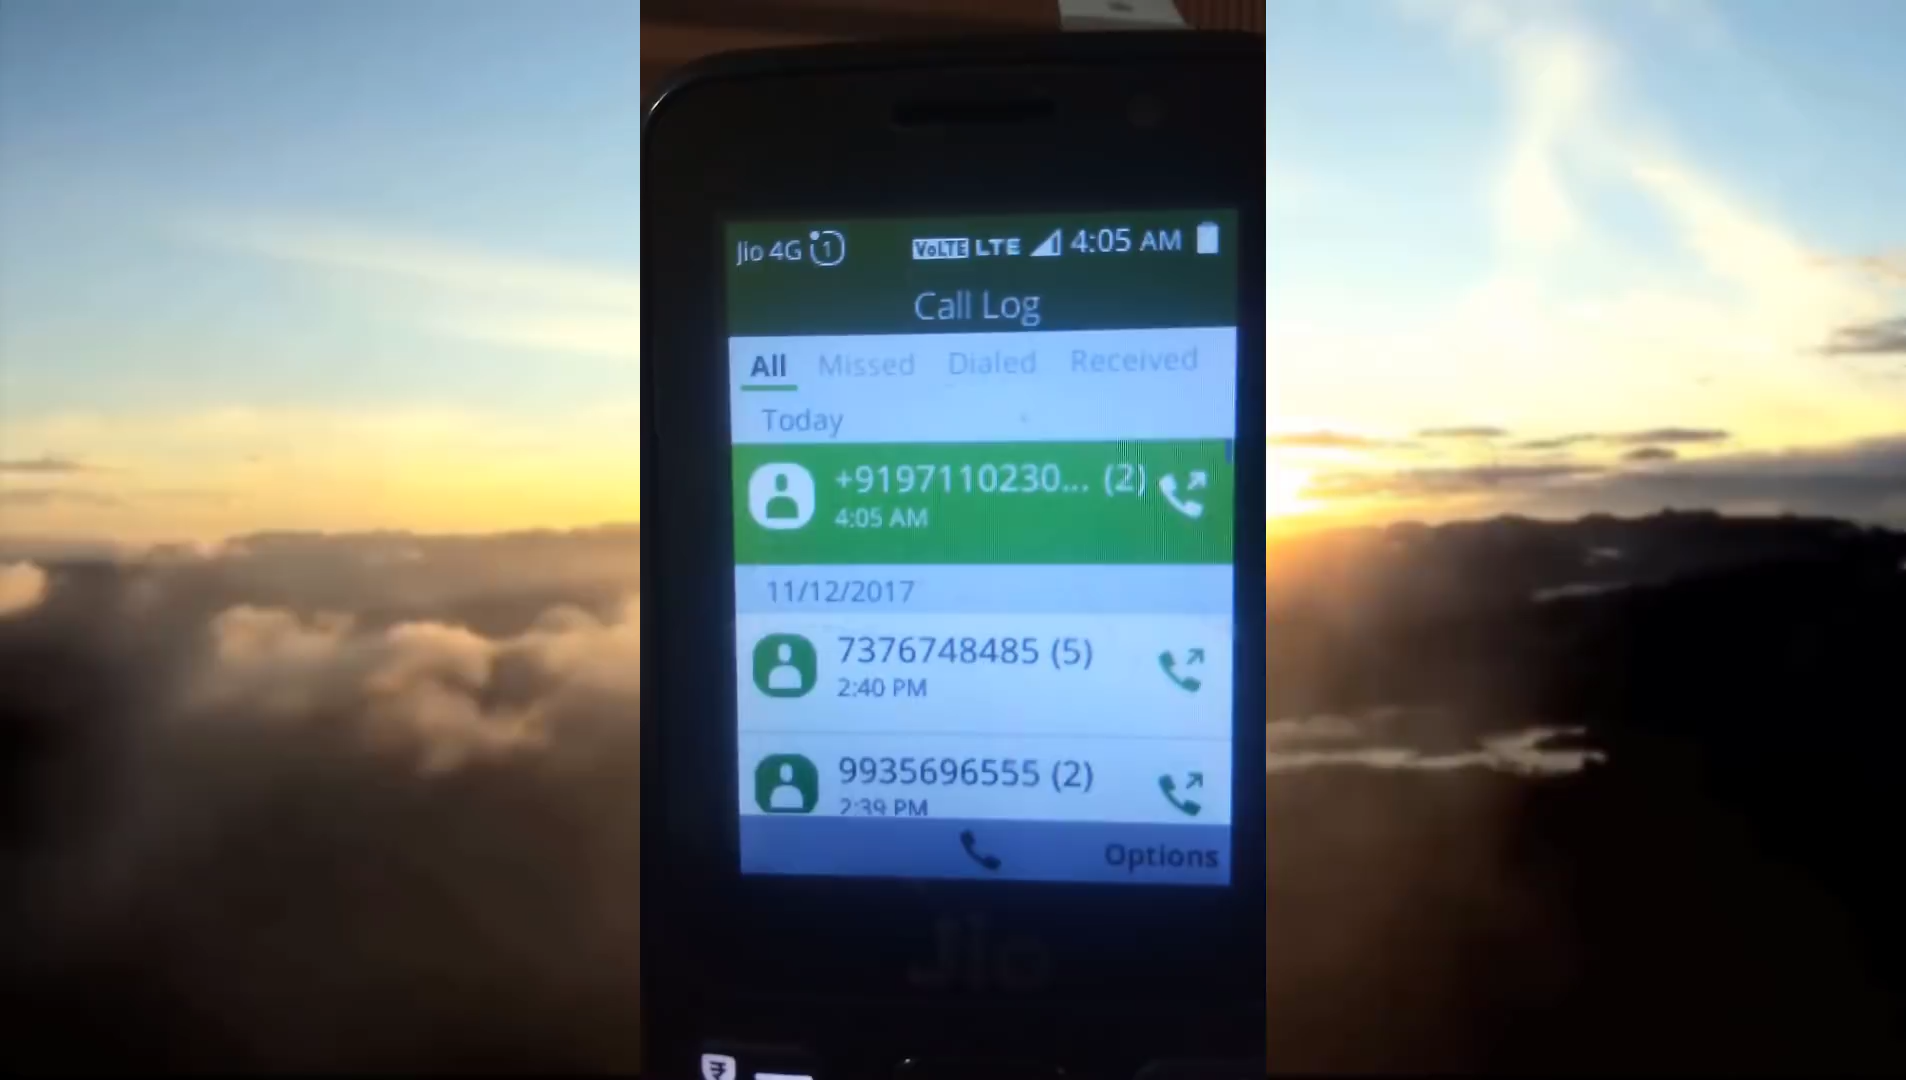 Jio 4G 1 VoLTE LTE 4:05 AM
Call Log
All Missed Dialed Received
Today
+9197110230... (2)
4:05 AM
11/12/2017
7376748485 (5)
2:40 PM
9935696555 (2)
2:39 PM
Options
Jio
₹